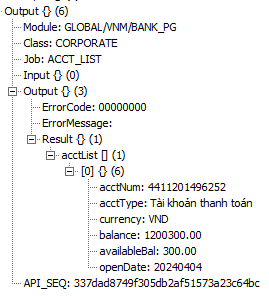 Output {} (6)
Module: GLOBAL/VNM/BANK_PG
Class: CORPORATE
Job: ACCT_LIST
Input {} (0)
Output {} (3)
ErrorCode: 00000000
ErrorMessage:
Result {} (1)
acctList [] (1)
[0] {} (6)
acctNum: 4411201496252
acctType: Tài khoản thanh toán
currency: VND
balance: 1200300.00
availableBal: 300.00
openDate: 20240404
API_SEQ: 337dad8749f305db2af51573a23c64bc